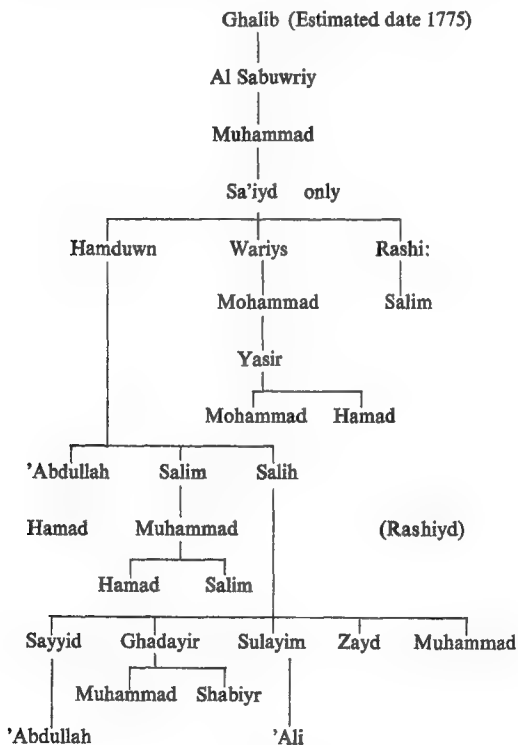 Ghalib (Estimated date 1775)
Al Sabuwriy
Muhammad
Sa'iyd only
Hamduwn Wariys Rashi:
Mohammad Salim
Yasir
Mohammad Hamad
'Abdullah Salim Salih
Hamad Muhammad (Rashiyd)
Hamad Salim
Sayyid Ghadayir Sulayim Zayd Muhammad
Muhammad Shabiyr
'Abdullah 'Ali